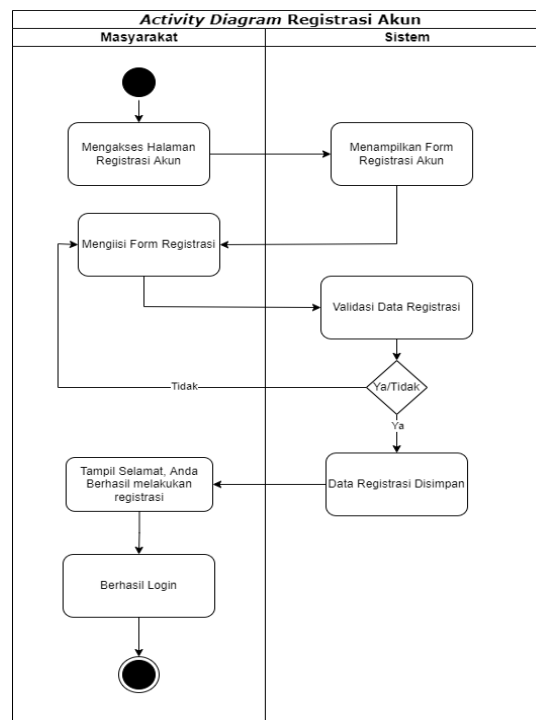 Activity Diagram Registrasi Akun
Masyarakat
Sistem
Mengakses Halaman
Registrasi Akun
Menampilkan Form
Registrasi Akun
Mengiisi Form Registrasi
Validasi Data Registrasi
Tidak
Ya/Tidak
Ya
Tampil Selamat, Anda
Berhasil melakukan
registrasi
Data Registrasi Disimpan
Berhasil Login